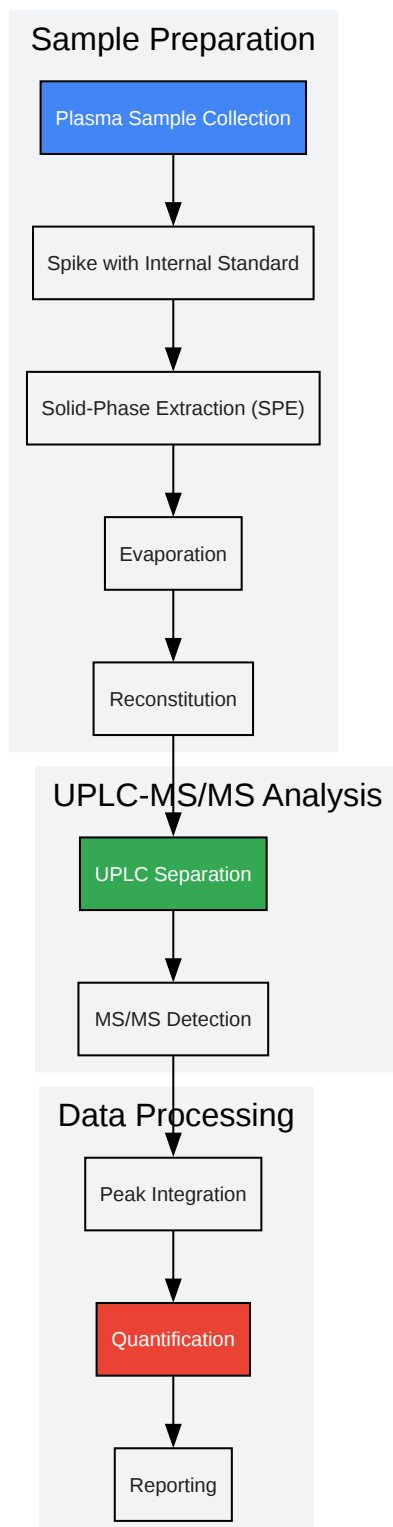 Sample Preparation
Plasma Sample Collection
Spike with Internal Standard
Solid-Phase Extraction (SPE)
Evaporation
Reconstitution
UPLC-MS/MS Analysis
UPLC Separation
MS/MS Detection
Data Processing
Peak Integration
Quantification
Reporting